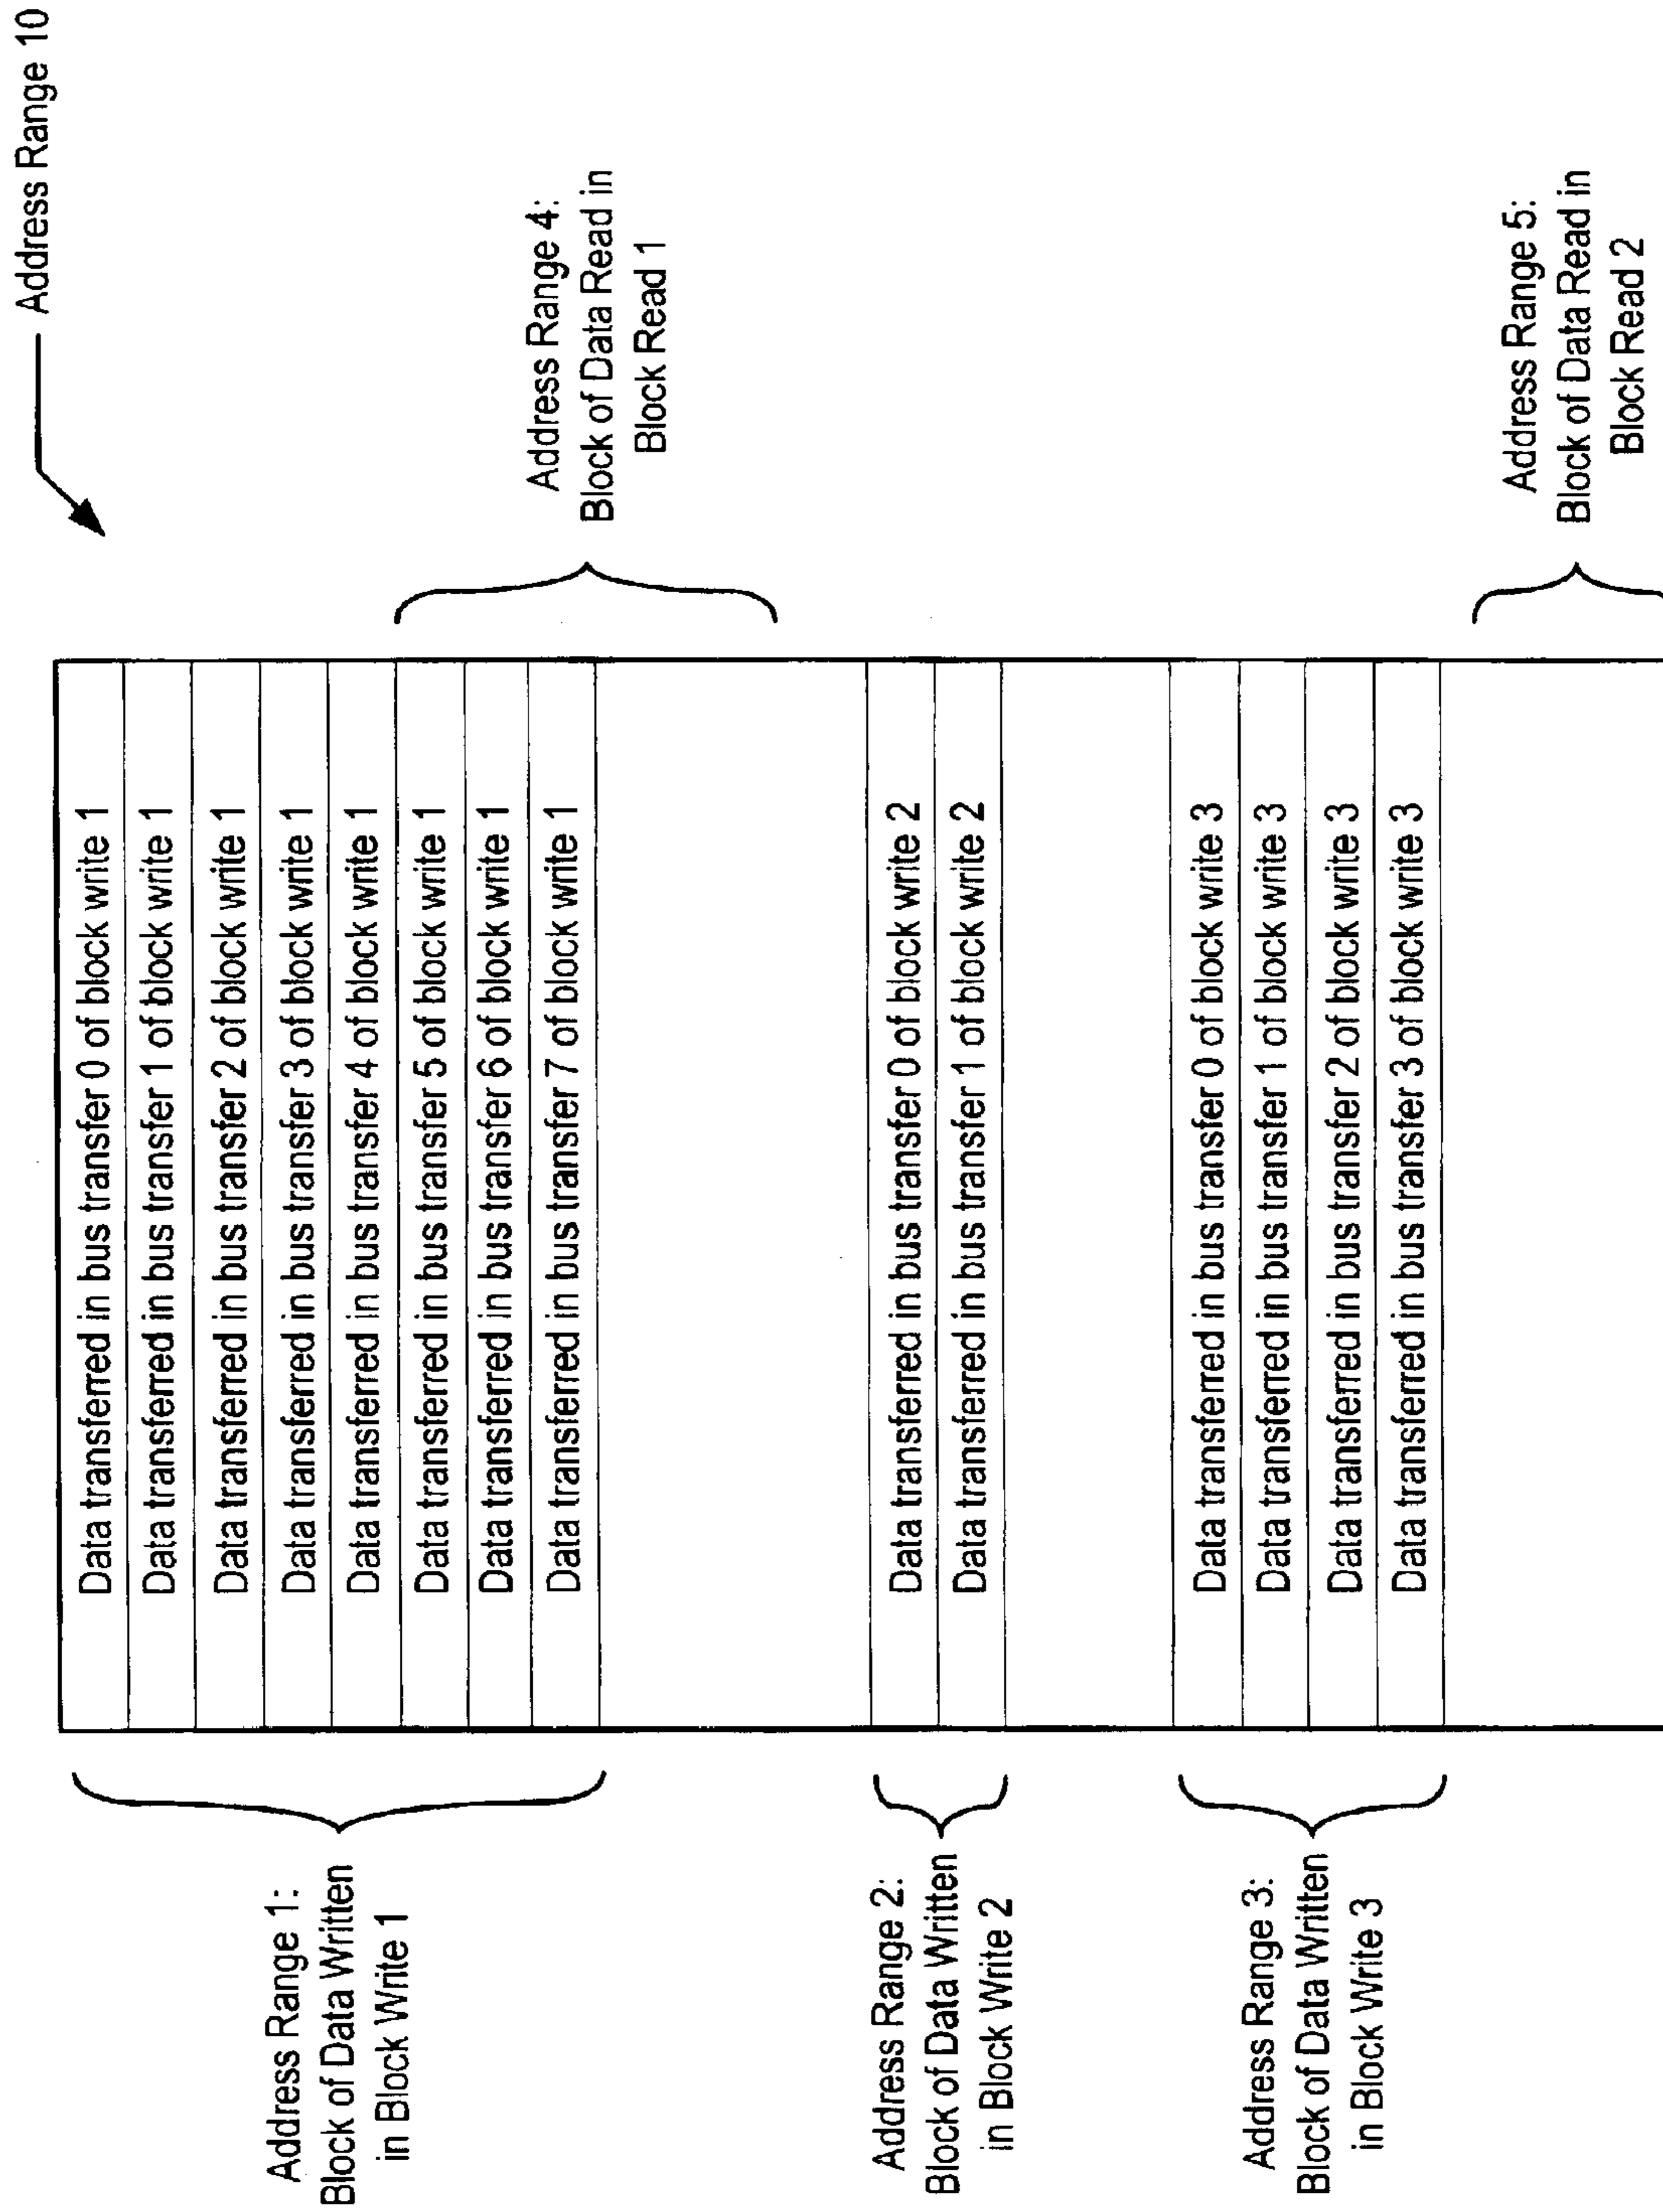 Address Range 10
Address Range 1:
Block of Data Written
in Block Write 1
Data transferred in bus transfer 0 of block write 1
Data transferred in bus transfer 1 of block write 1
Data transferred in bus transfer 2 of block write 1
Data transferred in bus transfer 3 of block write 1
Data transferred in bus transfer 4 of block write 1
Data transferred in bus transfer 5 of block write 1
Data transferred in bus transfer 6 of block write 1
Data transferred in bus transfer 7 of block write 1
Address Range 4:
Block of Data Read in
Block Read 1
Address Range 2:
Block of Data Written
in Block Write 2
Data transferred in bus transfer 0 of block write 2
Data transferred in bus transfer 1 of block write 2
Address Range 3:
Block of Data Written
in Block Write 3
Data transferred in bus transfer 0 of block write 3
Data transferred in bus transfer 1 of block write 3
Data transferred in bus transfer 2 of block write 3
Data transferred in bus transfer 3 of block write 3
Address Range 5:
Block of Data Read in
Block Read 2